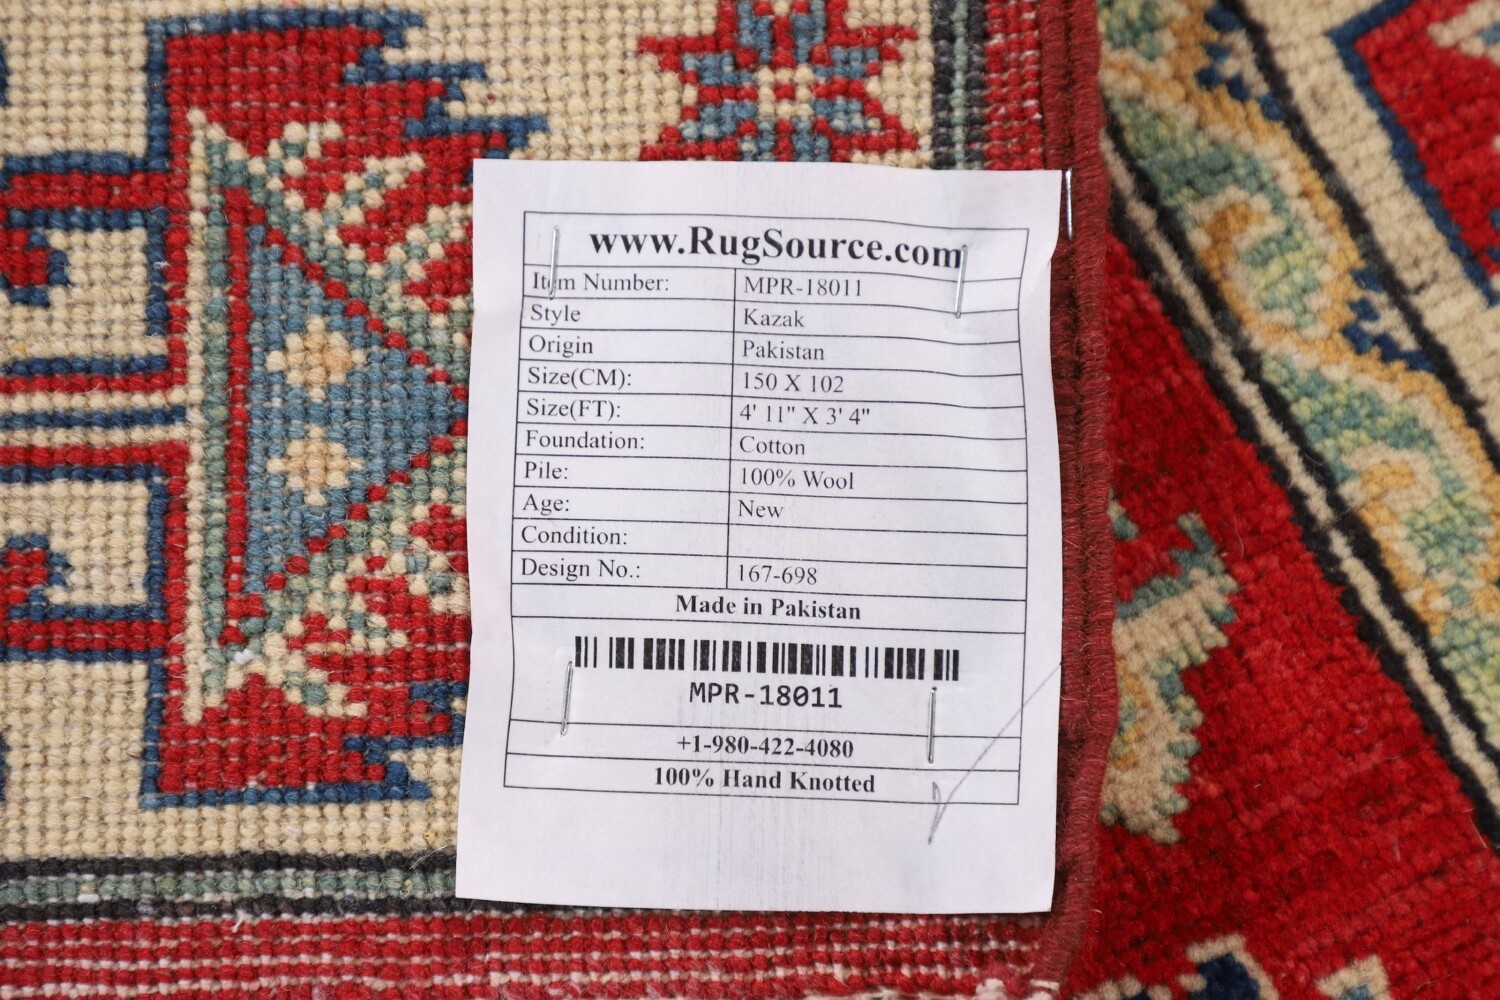 www.RugSource.com
Item Number: MPR-18011
Style Kazak
Origin Pakistan
Size(CM): 150 X 102
Size(FT): 4' 11" X 3' 4"
Foundation: Cotton
Pile: 100% Wool
Age: New
Condition:
Design No.: 167-698
Made in Pakistan
MPR-18011
+1-980-422-4080
100% Hand Knotted